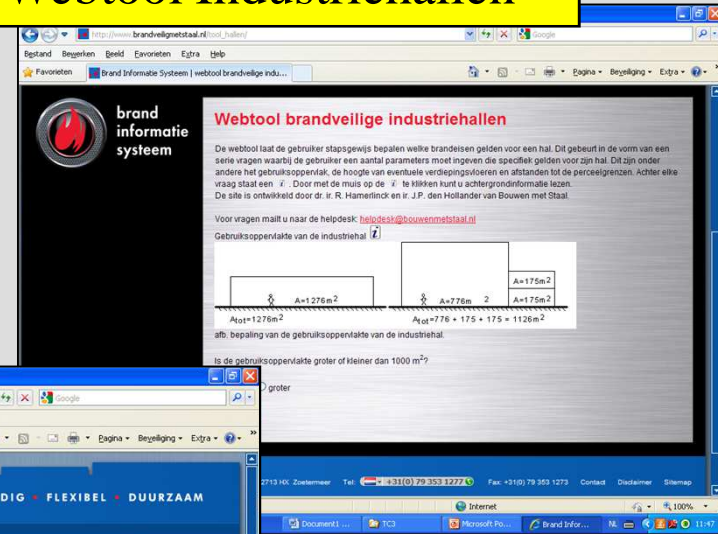 Webtool Industriehallen
http://www.brandveiligmetstaal.nl/tool_hallen/
Google
Bestand Bewerken Beeld Favorieten Extra Help
Favorieten
Brand Informatie Systeem | webtool brandveilige indu...
Pagina Beveiliging Extra
brand
informatie
systeem
Webtool brandveilige industriehallen
De webtool laat de gebruiker stapsgewijs bepalen welke brandeisen gelden voor een hal. Dit gebeurt in de vorm van een
serie vragen waarbij de gebruiker een aantal parameters moet ingeven die specifiek gelden voor zijn hal. Dit zijn onder
andere het gebruiksoppervlak, de hoogte van eventuele verdiepingsvloeren en afstanden tot de perceelgrenzen. Achter elke
vraag staat een i . Door met de muis op de i te klikken kunt u achtergrondinformatie lezen.
De site is ontwikkeld door dr. ir. R. Hamerlinck en ir. J.P. den Hollander van Bouwen met Staal.
Voor vragen mailt u naar de helpdesk: helpdesk@bouwenmetstaal.nl
Gebruiksoppervlakte van de industriehal i
A=175m2
A=1276m2 A=776m 2 A=175m2
Atot=1276m2 Atot=776 + 175 + 175 = 1126m2
afb. bepaling van de gebruiksoppervlakte van de industriehal.
Is de gebruiksoppervlakte groter of kleiner dan 1000 m2?
groter
Google
Pagina Beveiliging Extra
2713 HX Zoetermeer Tel: +31(0) 79 353 1277 Fax: +31(0) 79 353 1273 Contact Disclaimer Sitemap
DIG FLEXIBEL DUURZAAM
Internet 100%
Document1 ... TC3 Microsoft Po... Brand Infor... NL 11:47